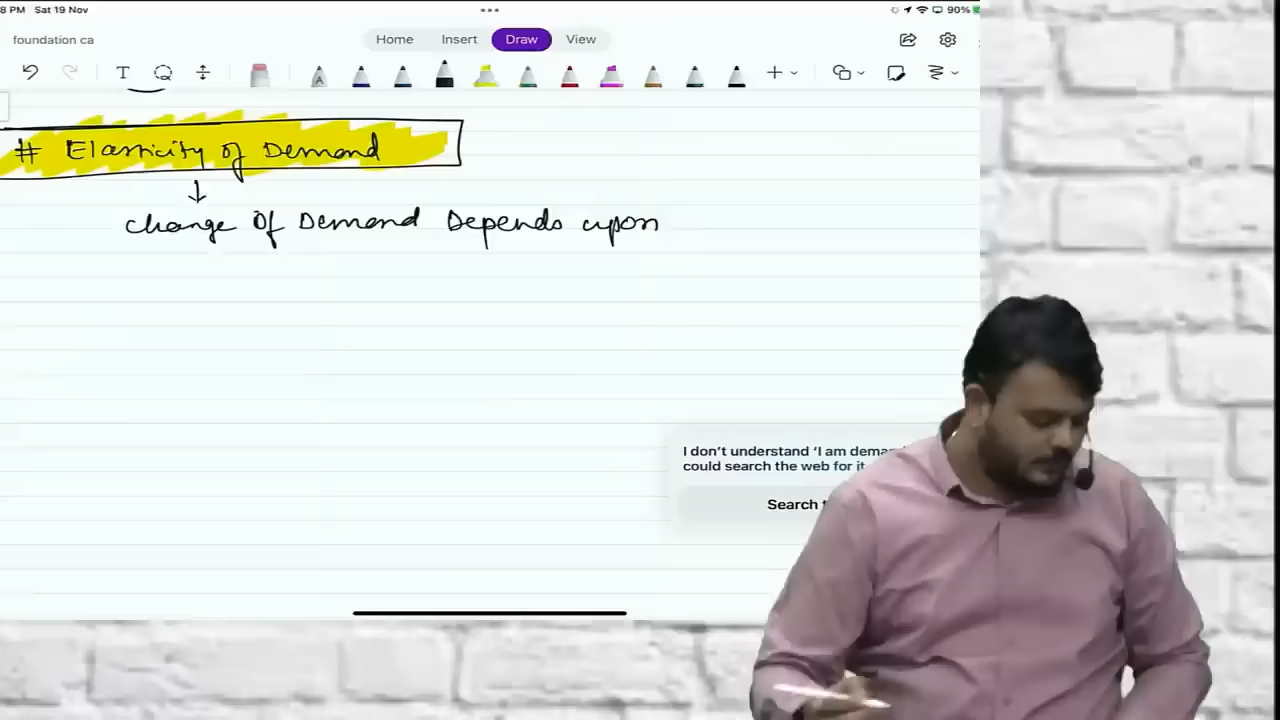 8 PM Sat 19 Nov
90%
foundation ca
Home Insert Draw View
T
A
# Elasticity of Demand
↓
change Of Demand Depends upon
I don't understand 'I am dema
could search the web for it
Search